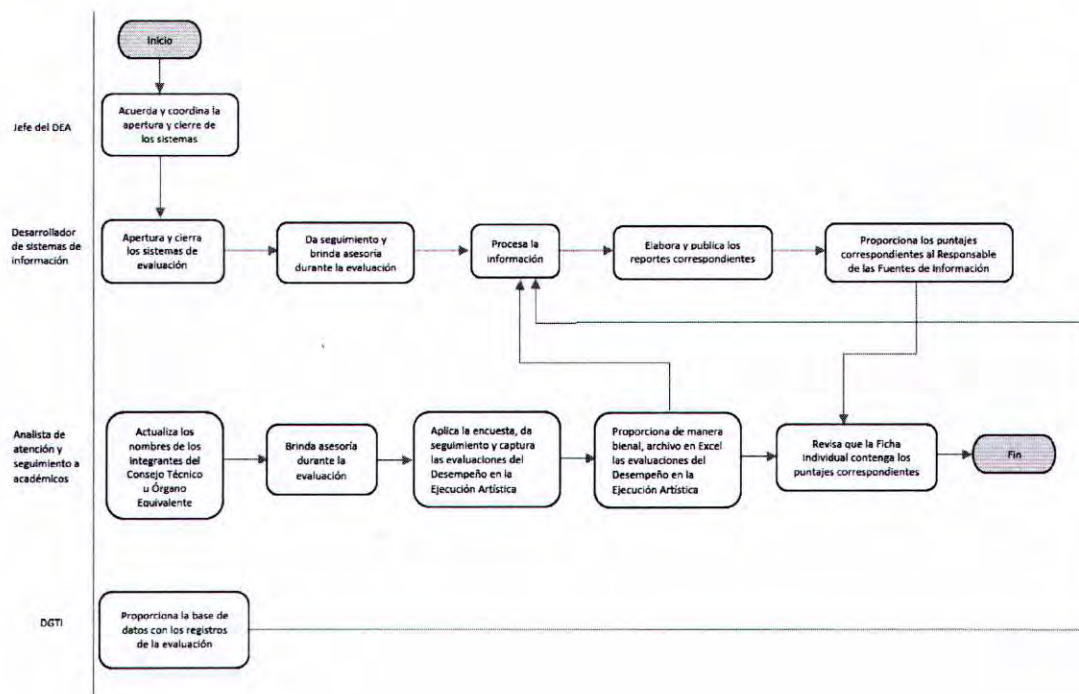 Inicio
Jefe del DEA
Acuerda y coordina la
apertura y cierre de
los sistemas
Desarrollador
de sistemas de
información
Apertura y cierra
los sistemas de
evaluación
Da seguimiento y
brinda asesoría
durante la evaluación
Procesa la
información
Elabora y publica los
reportes correspondientes
Proporciona los puntajes
correspondientes al Responsable
de las Fuentes de Información
Analista de
atención y
seguimiento a
académicos
Actualiza los
nombres de los
integrantes del
Consejo Técnico
u Órgano
Equivalente
Brinda asesoría
durante la
evaluación
Aplica la encuesta, da
seguimiento y captura
las evaluaciones del
Desempeño en la
Ejecución Artística
Proporciona de manera
bienal, archivo en Excel
las evaluaciones del
Desempeño en la
Ejecución Artística
Revisa que la Ficha
Individual contenga los
puntajes correspondientes
Fin
DGTI
Proporciona la base de
datos con los registros
de la evaluación